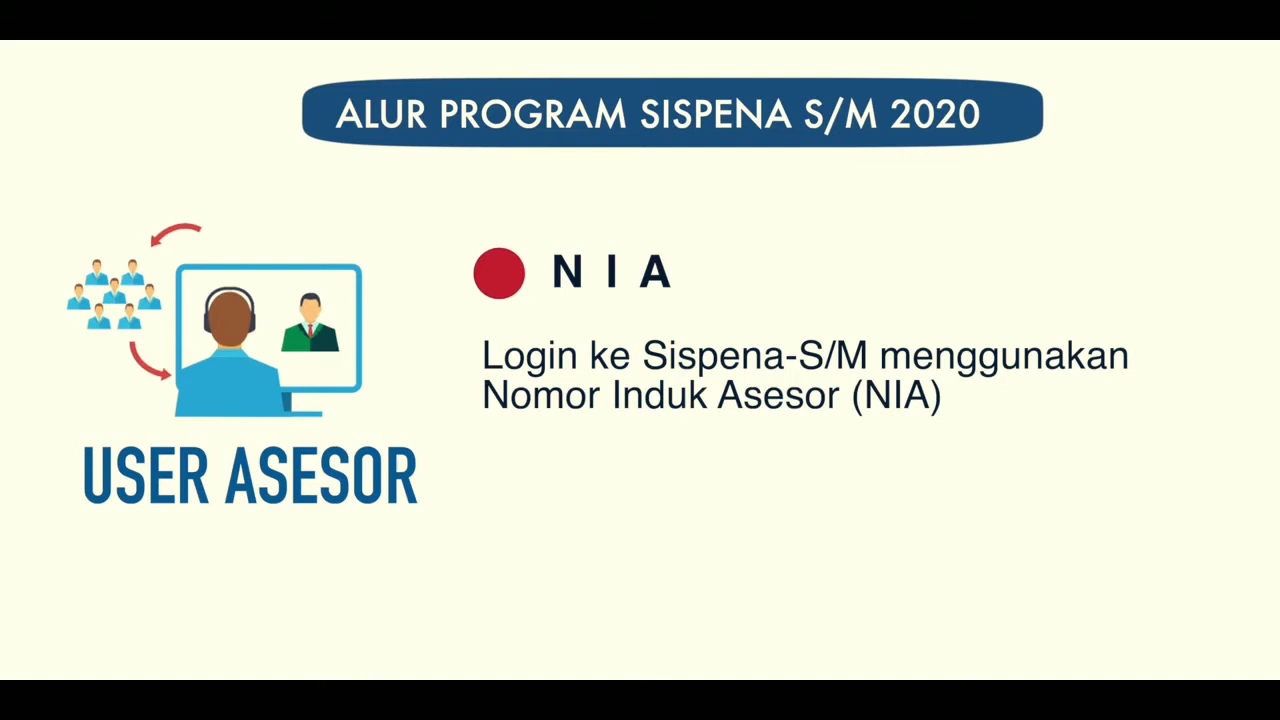 ALUR PROGRAM SISPENA S/M 2020
N I A
Login ke Sispena-S/M menggunakan
Nomor Induk Asesor (NIA)
USER ASESOR